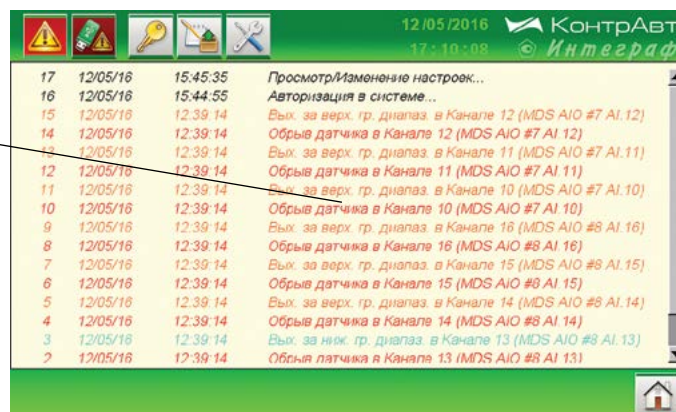 12/05/2016 КонтрАвт
17:10:08 © Интеграф
17 12/05/16 15:45:35 Просмотр/Изменение настроек...
16 12/05/16 15:44:55 Авторизация в системе...
15 12/05/16 12:39:14 Вых. за верх. гр. диапаз. в Канале 12 (MDS AIO #7 AI.12)
14 12/05/16 12:39:14 Обрыв датчика в Канале 12 (MDS AIO #7 AI.12)
13 12/05/16 12:39:14 Вых. за верх. гр. диапаз. в Канале 11 (MDS AIO #7 AI.11)
12 12/05/16 12:39:14 Обрыв датчика в Канале 11 (MDS AIO #7 AI.11)
11 12/05/16 12:39:14 Вых. за верх. гр. диапаз. в Канале 10 (MDS AIO #7 AI.10)
10 12/05/16 12:39:14 Обрыв датчика в Канале 10 (MDS AIO #7 AI.10)
9 12/05/16 12:39:14 Вых. за верх. гр. диапаз. в Канале 16 (MDS AIO #8 AI.16)
8 12/05/16 12:39:14 Обрыв датчика в Канале 16 (MDS AIO #8 AI.16)
7 12/05/16 12:39:14 Вых. за верх. гр. диапаз. в Канале 15 (MDS AIO #8 AI.15)
6 12/05/16 12:39:14 Обрыв датчика в Канале 15 (MDS AIO #8 AI.15)
5 12/05/16 12:39:14 Вых. за верх. гр. диапаз. в Канале 14 (MDS AIO #8 AI.14)
4 12/05/16 12:39:14 Обрыв датчика в Канале 14 (MDS AIO #8 AI.14)
3 12/05/16 12:39:14 Вых. за ниж. гр. диапаз. в Канале 13 (MDS AIO #8 AI.13)
2 12/05/16 12:39:14 Обрыв датчика в Канале 13 (MDS AIO #8 AI.13)